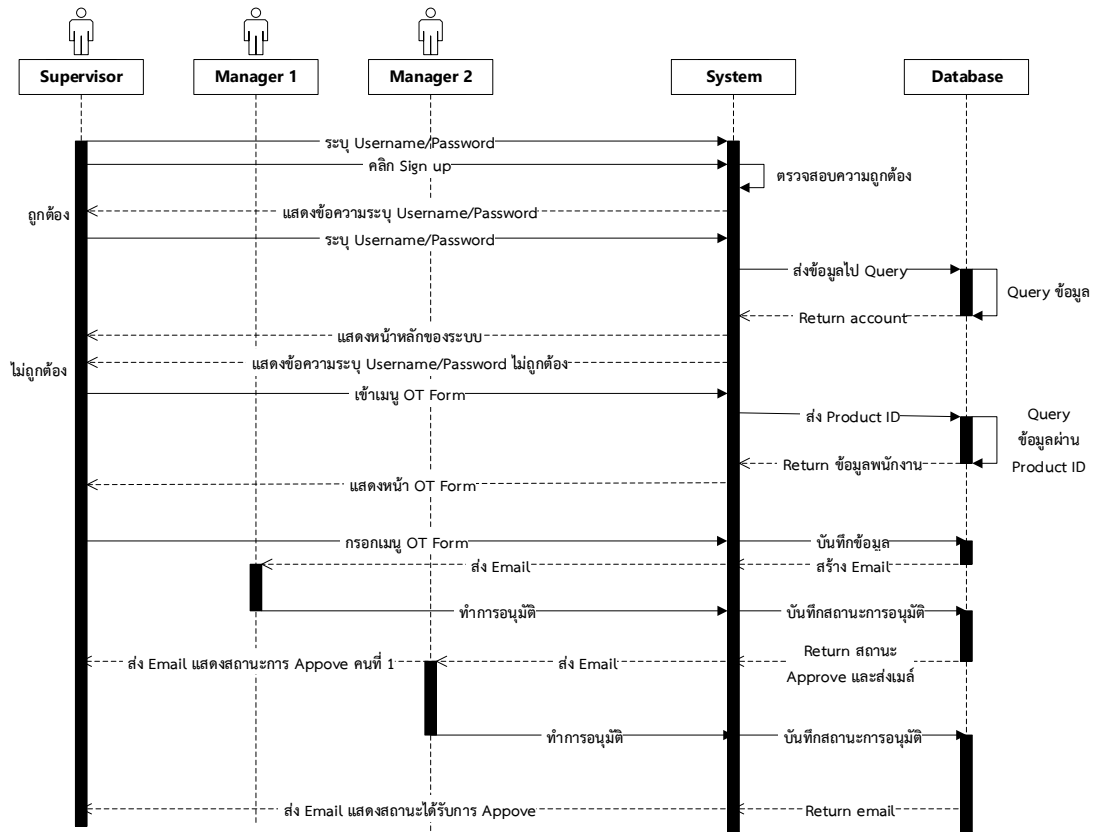 Supervisor
Manager 1
Manager 2
System
Database
ระบุ Username/Password
คลิก Sign up
ตรวจสอบความถูกต้อง
ถูกต้อง
แสดงข้อความระบุ Username/Password
ระบุ Username/Password
ส่งข้อมูลไป Query
Query ข้อมูล
Return account
แสดงหน้าหลักของระบบ
ไม่ถูกต้อง
แสดงข้อความระบุ Username/Password ไม่ถูกต้อง
เข้าเมนู OT Form
ส่ง Product ID
Query
ข้อมูลผ่าน
Product ID
Return ข้อมูลพนักงาน
แสดงหน้า OT Form
กรอกเมนู OT Form
บันทึกข้อมูล
ส่ง Email
สร้าง Email
ทำการอนุมัติ
บันทึกสถานะการอนุมัติ
ส่ง Email แสดงสถานะการ Appove คนที่ 1
ส่ง Email
Return สถานะ
Approve และส่งเมล์
ทำการอนุมัติ
บันทึกสถานะการอนุมัติ
ส่ง Email แสดงสถานะได้รับการ Appove
Return email